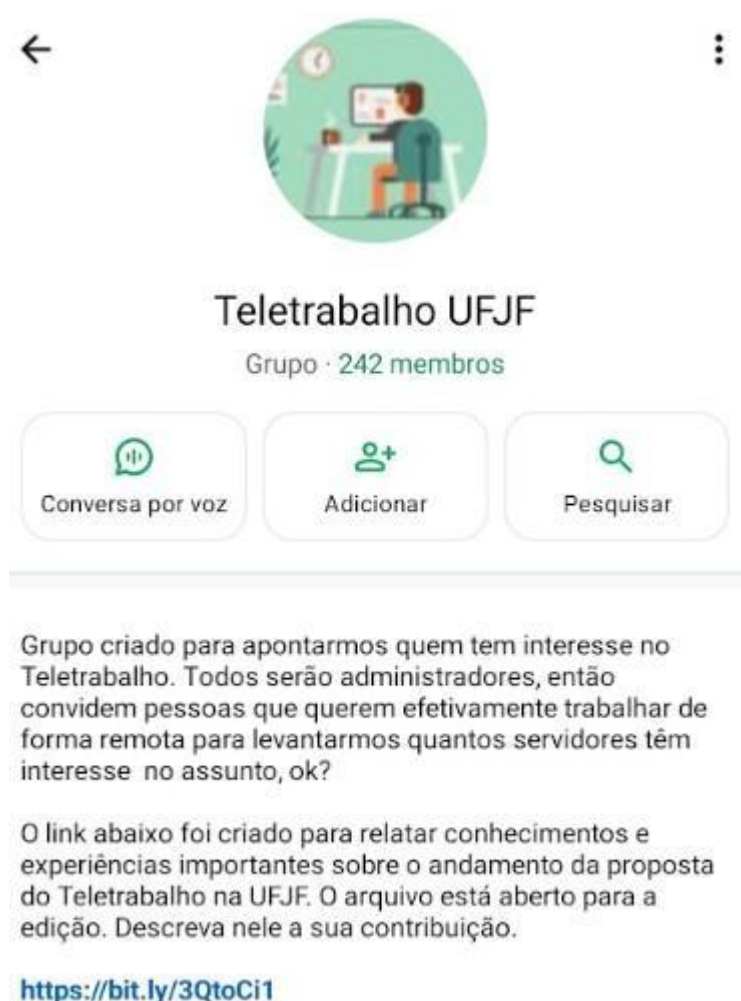 Teletrabalho UFJF
Grupo · 242 membros
Conversa por voz
Adicionar
Pesquisar
Grupo criado para apontarmos quem tem interesse no
Teletrabalho. Todos serão administradores, então
convidem pessoas que querem efetivamente trabalhar de
forma remota para levantarmos quantos servidores têm
interesse no assunto, ok?
O link abaixo foi criado para relatar conhecimentos e
experiências importantes sobre o andamento da proposta
do Teletrabalho na UFJF. O arquivo está aberto para a
edição. Descreva nele a sua contribuição.
https://bit.ly/3QtoCi1